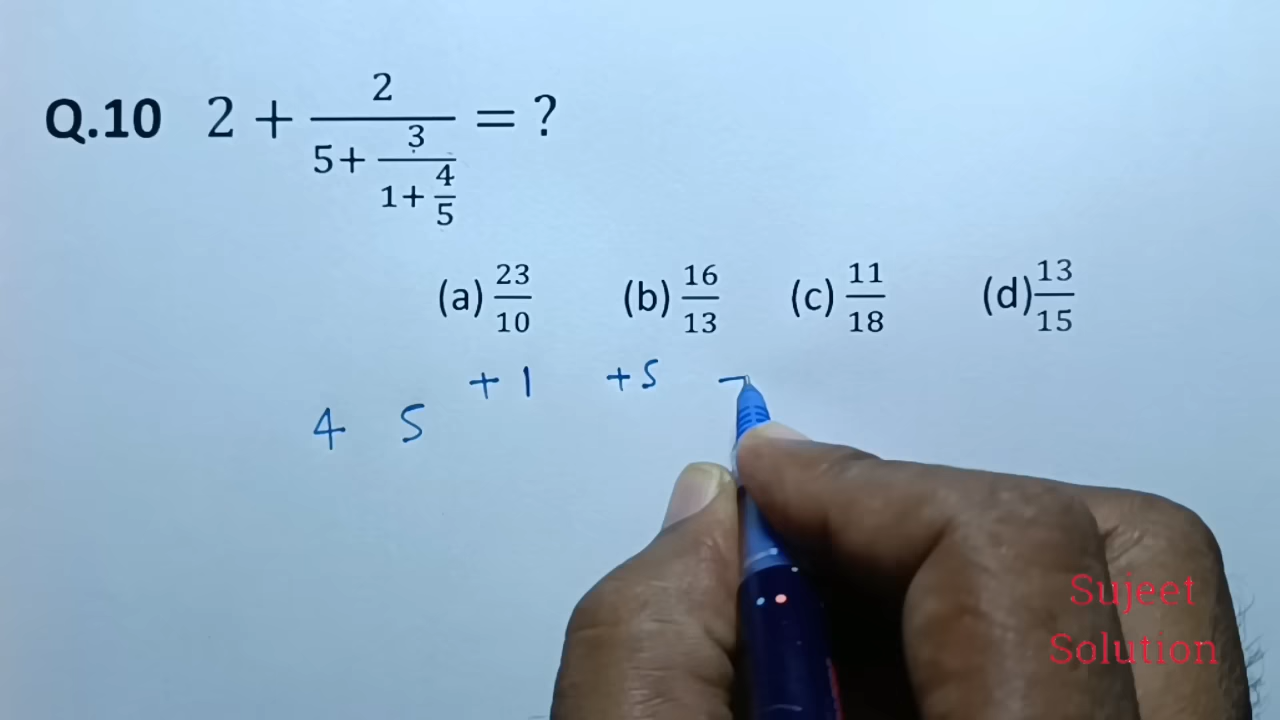 Q.10 2 + 2/(5+ 3/(1+ 4/5)) = ?
(a) 23/10 (b) 16/13 (c) 11/18 (d) 13/15
+ 1 + 5
4 5
Sujeet
Solution